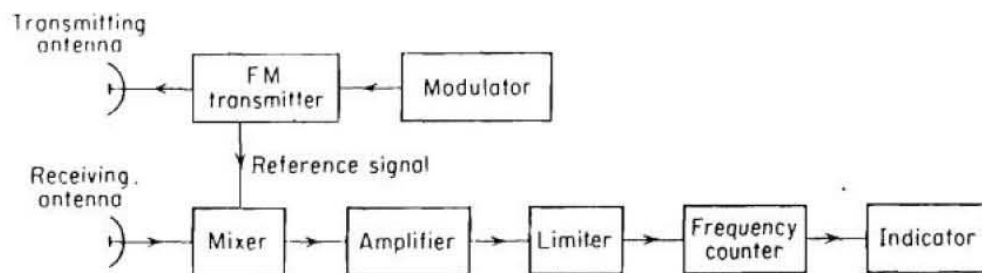 Transmitting
antenna
FM
transmitter
Modulator
Reference signal
Receiving.
antenna
Mixer
Amplifier
Limiter
Frequency
counter
Indicator